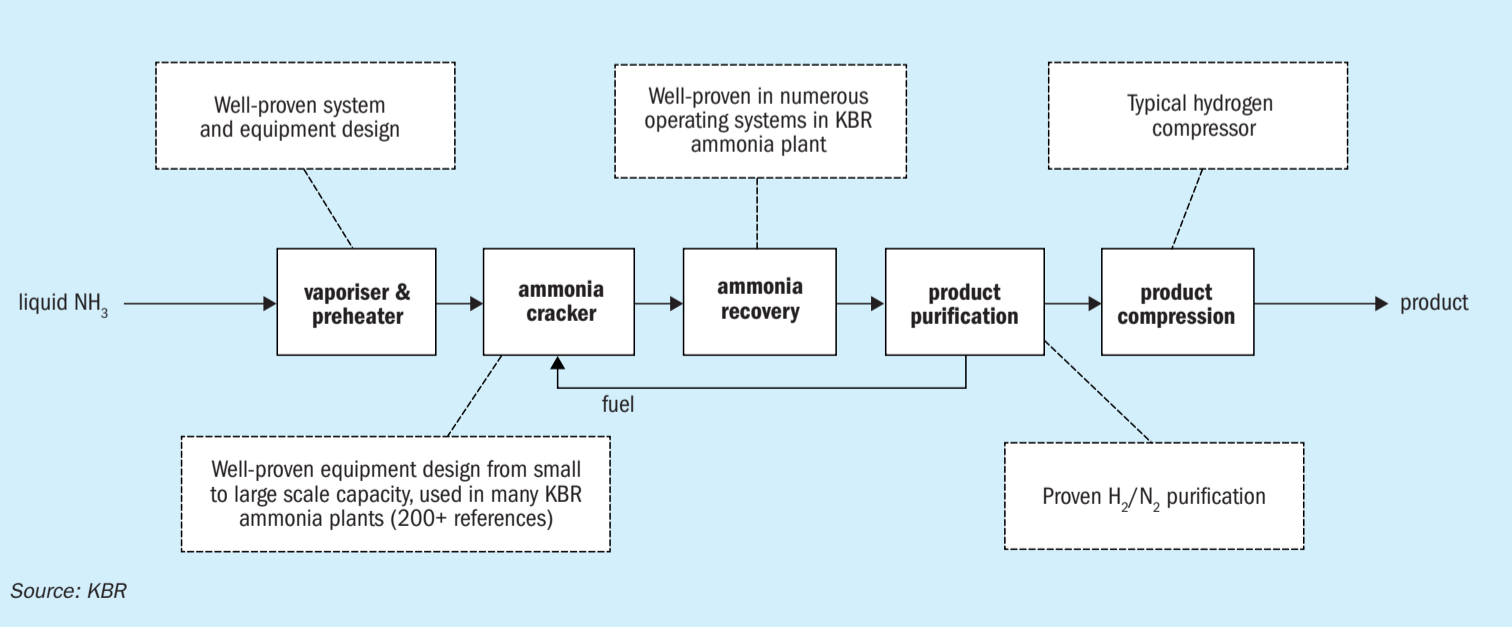 Well-proven system
and equipment design
Well-proven in numerous
operating systems in KBR
ammonia plant
Typical hydrogen
compressor
liquid NH₃
vaporiser &
preheater
ammonia
cracker
ammonia
recovery
product
purification
product
compression
product
fuel
Well-proven equipment design from small
to large scale capacity, used in many KBR
ammonia plants (200+ references)
Proven H₂/N₂ purification
Source: KBR